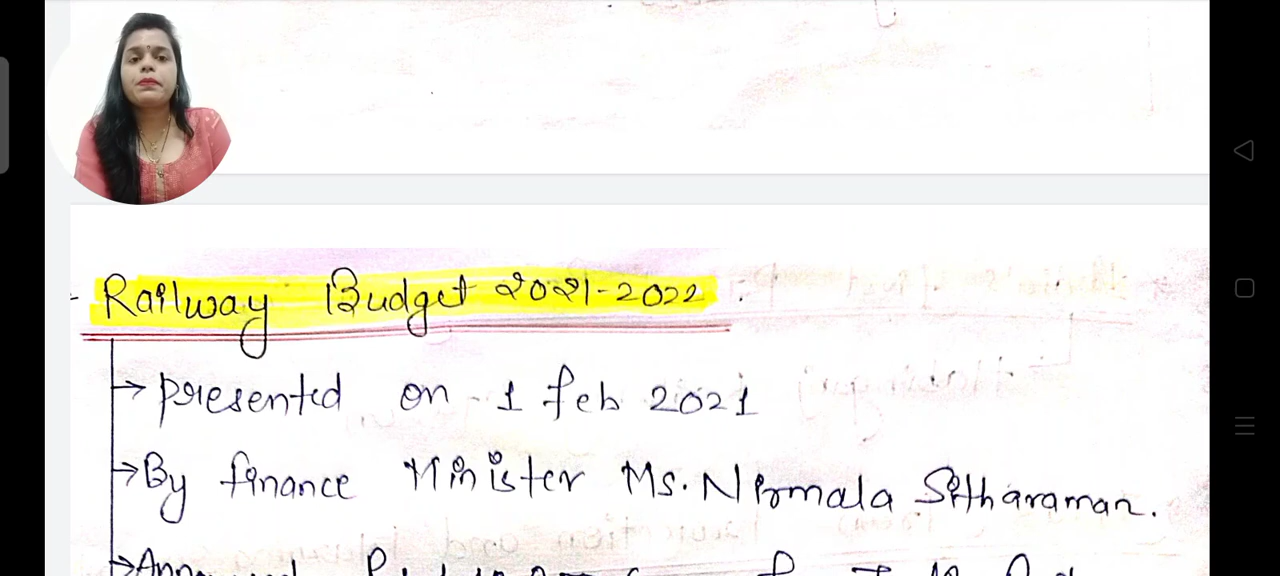 Railway Budget 2021-2022
→ presented on 1 feb 2021
→ By finance Minister Ms. Nirmala Sitharaman.